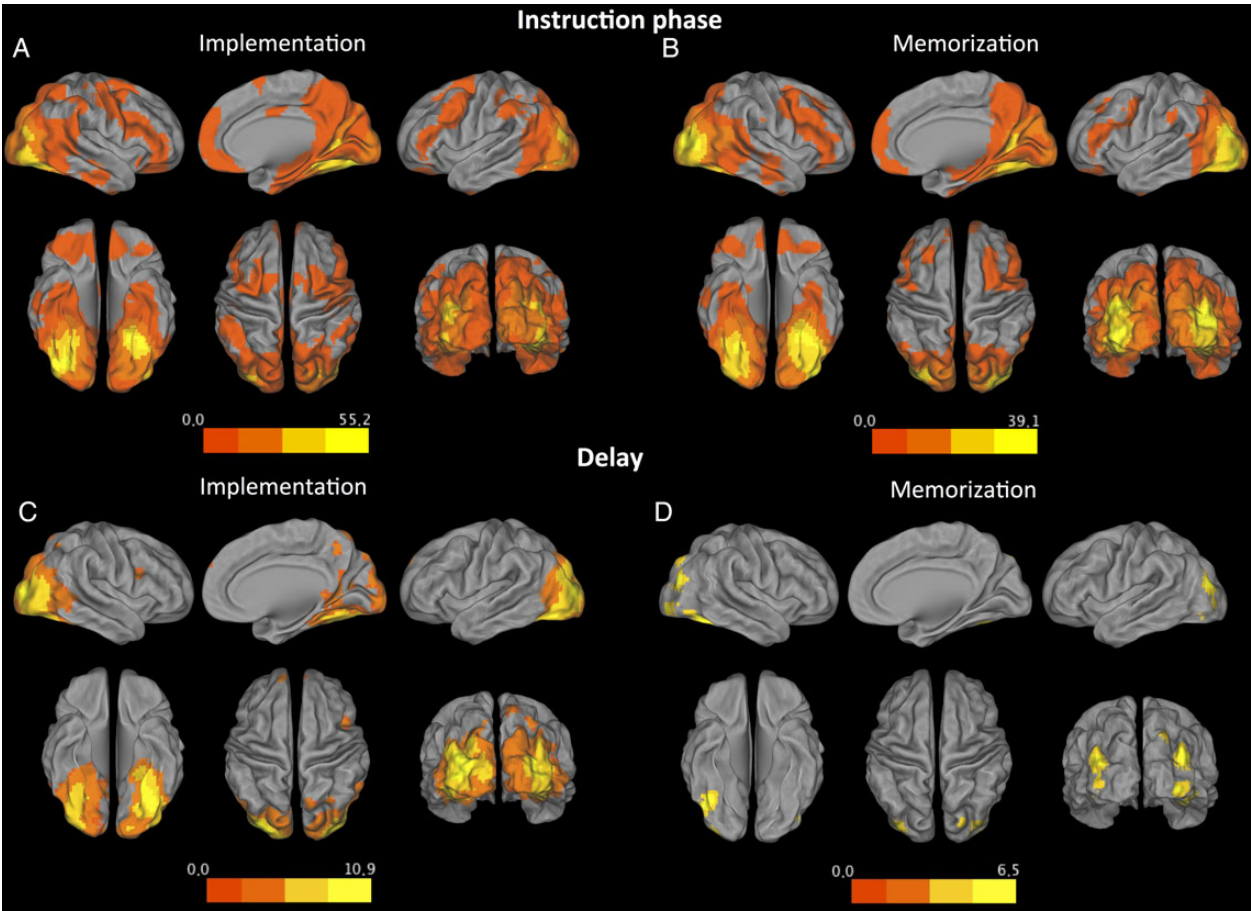 Instruction phase
A
Implementation
B
Memorization
0.0 55.2
0.0 39.1
Delay
C
Implementation
D
Memorization
0.0 10.9
0.0 6.5